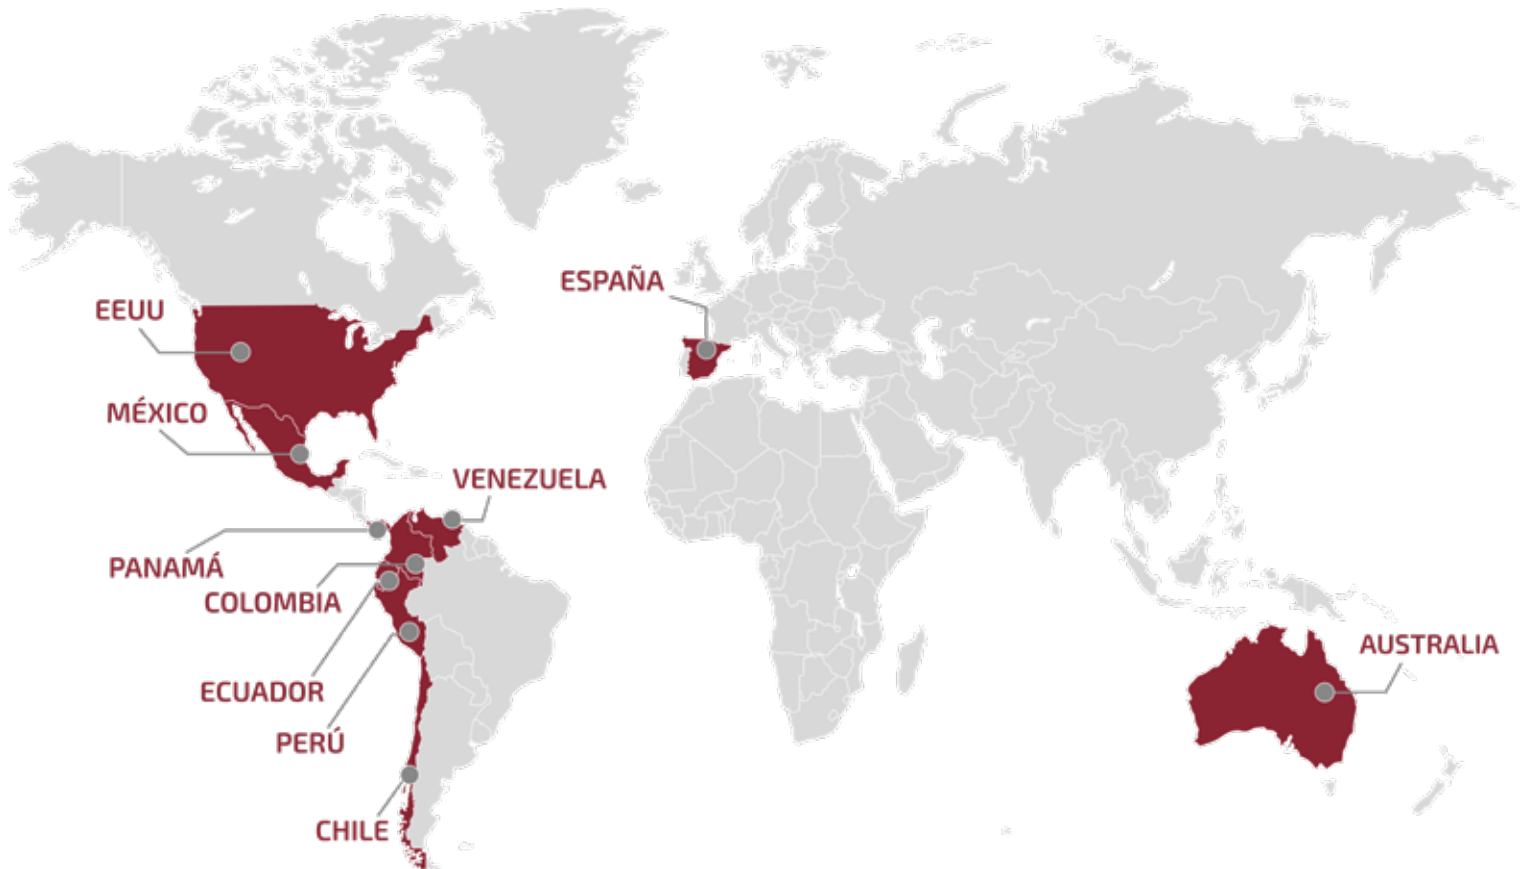 ESPAÑA
EEUU
MÉXICO
VENEZUELA
PANAMÁ
COLOMBIA
AUSTRALIA
ECUADOR
PERÚ
CHILE